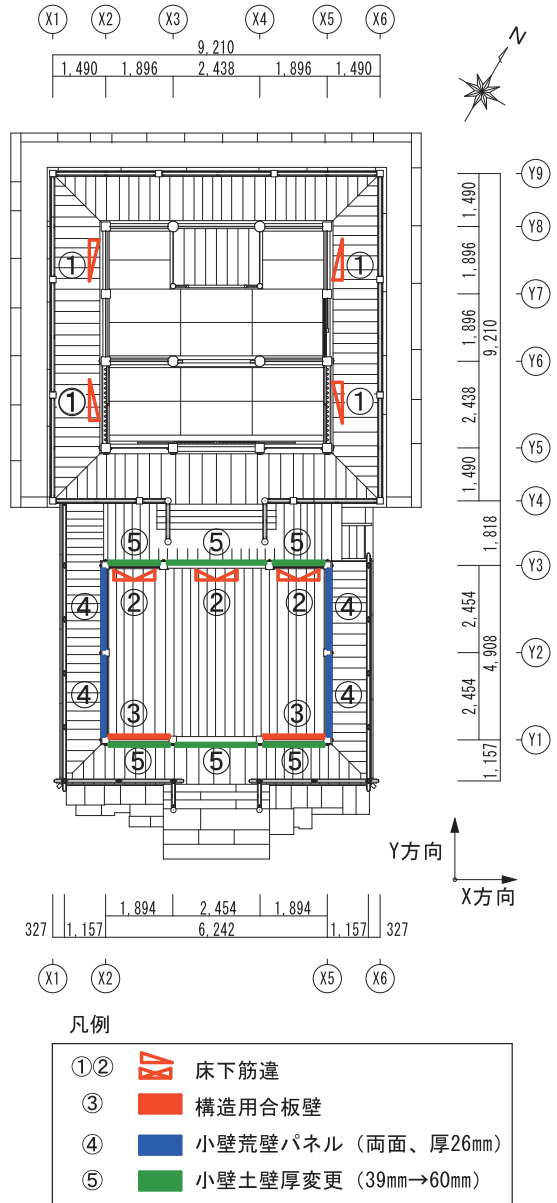 X1 X2 X3 X4 X5 X6
9,210
1,490 1,896 2,438 1,896 1,490
N
Y9
1,490
Y8
1,896
Y7
1,896
9,210
Y6
2,438
Y5
1,490
Y4
1,818
Y3
2,454
4,908
Y2
2,454
Y1
1,157
① ①
① ①
⑤ ⑤ ⑤
② ② ②
④ ④
④ ④
③ ③
⑤ ⑤ ⑤
Y方向
X方向
1,894 2,454 1,894
327 1,157 6,242 1,157 327
X1 X2 X5 X6
凡例
①② 床下筋違
③ 構造用合板壁
④ 小壁荒壁パネル（両面、厚26㎜）
⑤ 小壁土壁厚変更（39㎜→60㎜）